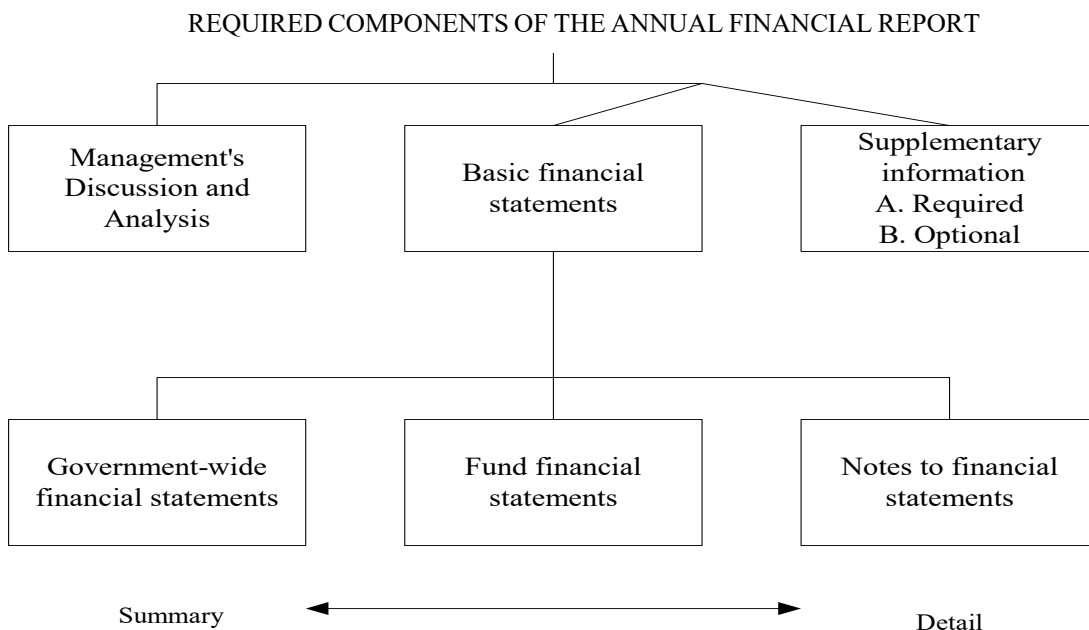 REQUIRED COMPONENTS OF THE ANNUAL FINANCIAL REPORT
Management's
Discussion and
Analysis
Basic financial
statements
Supplementary
information
A. Required
B. Optional
Government-wide
financial statements
Fund financial
statements
Notes to financial
statements
Summary
Detail